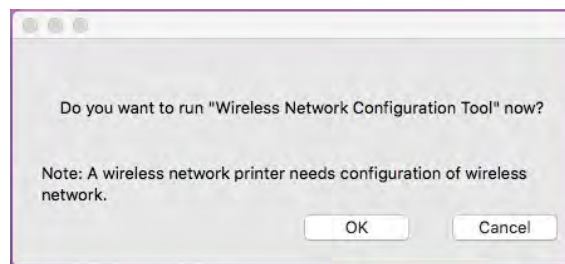 Do you want to run "Wireless Network Configuration Tool" now?
Note: A wireless network printer needs configuration of wireless
network.
OK Cancel